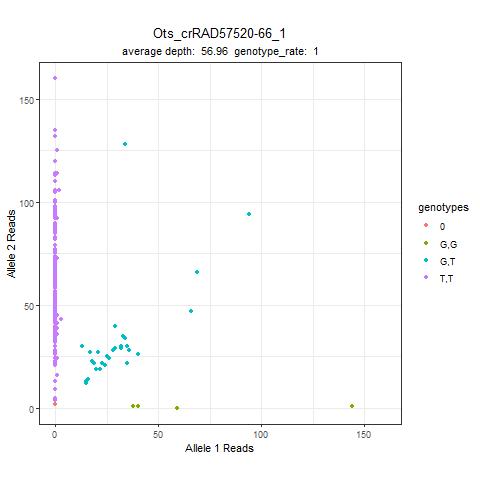 Ots_crRAD57520-66_1
average depth: 56.96 genotype_rate: 1
150
100
50
0
Allele 2 Reads
0
50
100
150
Allele 1 Reads
genotypes
0
G,G
G,T
T,T